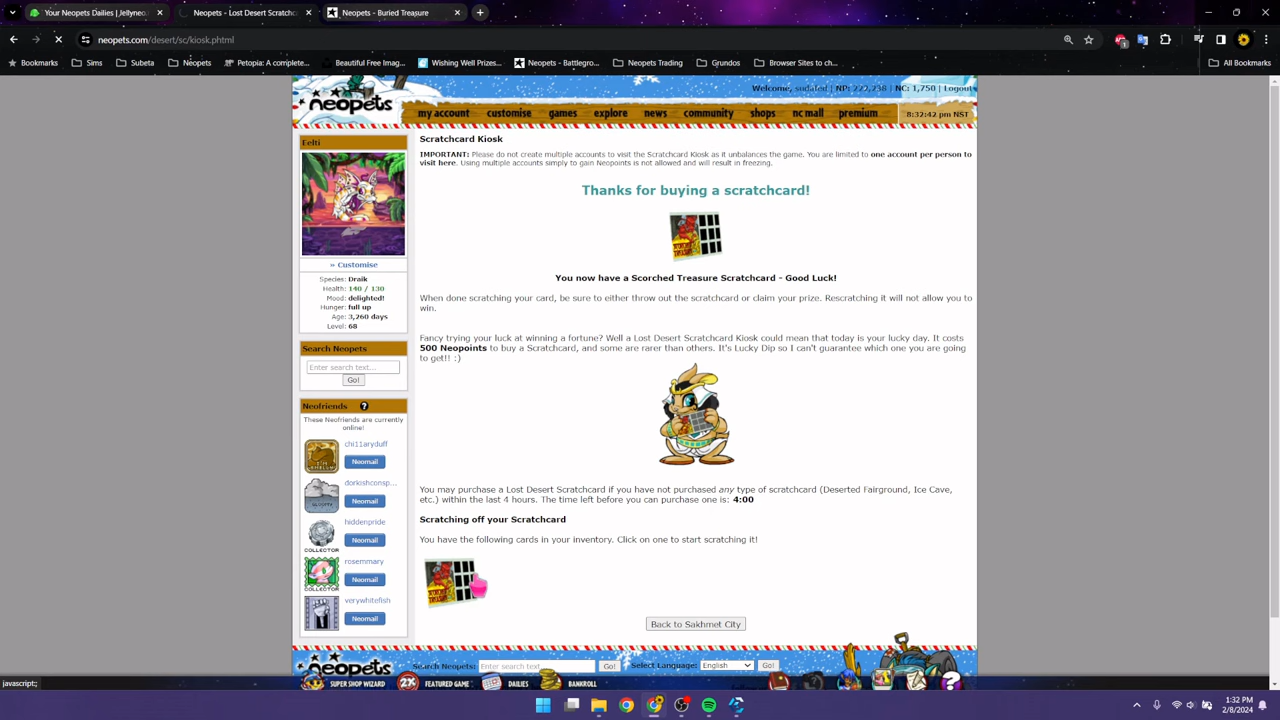 Your Neopets Dailies | Jellyneo
Neopets - Lost Desert Scratch
Neopets - Buried Treasure
neopets.com/desert/sc/kiosk.phtml
Bookmarks
Sims
Subeta
Neopets
Petopia: A complete...
Beautiful Free Imag...
Wishing Well Prizes...
Neopets - Battlegro...
Neopets Trading
Grundos
Browser Sites to ch...
All Bookmarks
neopets
Welcome, sudafed | NP: 222,238 | NC: 1,750 | Logout
my account customise games explore news community shops nc mall premium
8:32:42 pm NST
Eelti
» Customise
Species: Draik
Health: 140 / 130
Mood: delighted!
Hunger: full up
Age: 3,260 days
Level: 68
Search Neopets
Enter search text...
Go!
Neofriends ?
These Neofriends are currently
online!
chi11aryduff
Neomail
dorkishconsp...
Neomail
hiddenpride
Neomail
COLLECTOR
rosemmary
Neomail
COLLECTOR
verywhitefish
Neomail
Scratchcard Kiosk
IMPORTANT: Please do not create multiple accounts to visit the Scratchcard Kiosk as it unbalances the game. You are limited to one account per person to
visit here. Using multiple accounts simply to gain Neopoints is not allowed and will result in freezing.
Thanks for buying a scratchcard!
You now have a Scorched Treasure Scratchcard - Good Luck!
When done scratching your card, be sure to either throw out the scratchcard or claim your prize. Rescratching it will not allow you to
win.
Fancy trying your luck at winning a fortune? Well a Lost Desert Scratchcard Kiosk could mean that today is your lucky day. It costs
500 Neopoints to buy a Scratchcard, and some are rarer than others. It's Lucky Dip so I can't guarantee which one you are going
to get!! :)
You may purchase a Lost Desert Scratchcard if you have not purchased any type of scratchcard (Deserted Fairground, Ice Cave,
etc.) within the last 4 hours. The time left before you can purchase one is: 4:00
Scratching off your Scratchcard
You have the following cards in your inventory. Click on one to start scratching it!
Back to Sakhmet City
neopets
Search Neopets: Enter search text... Go! Select Language: English Go!
SUPER SHOP WIZARD
2X FEATURED GAME
DAILIES
BANKROLL
javascript:;
1:32 PM
2/8/2024